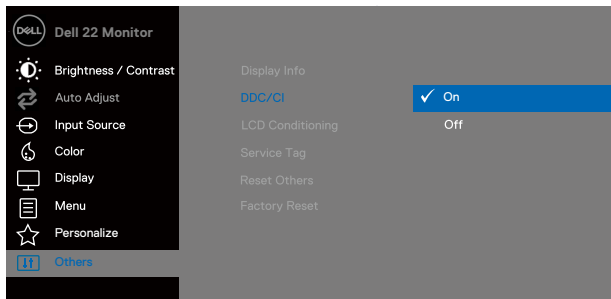 DELL
Dell 22 Monitor
Brightness / Contrast
Auto Adjust
Input Source
Color
Display
Menu
Personalize
Others
Display Info
DDC/CI
LCD Conditioning
Service Tag
Reset Others
Factory Reset
On
Off